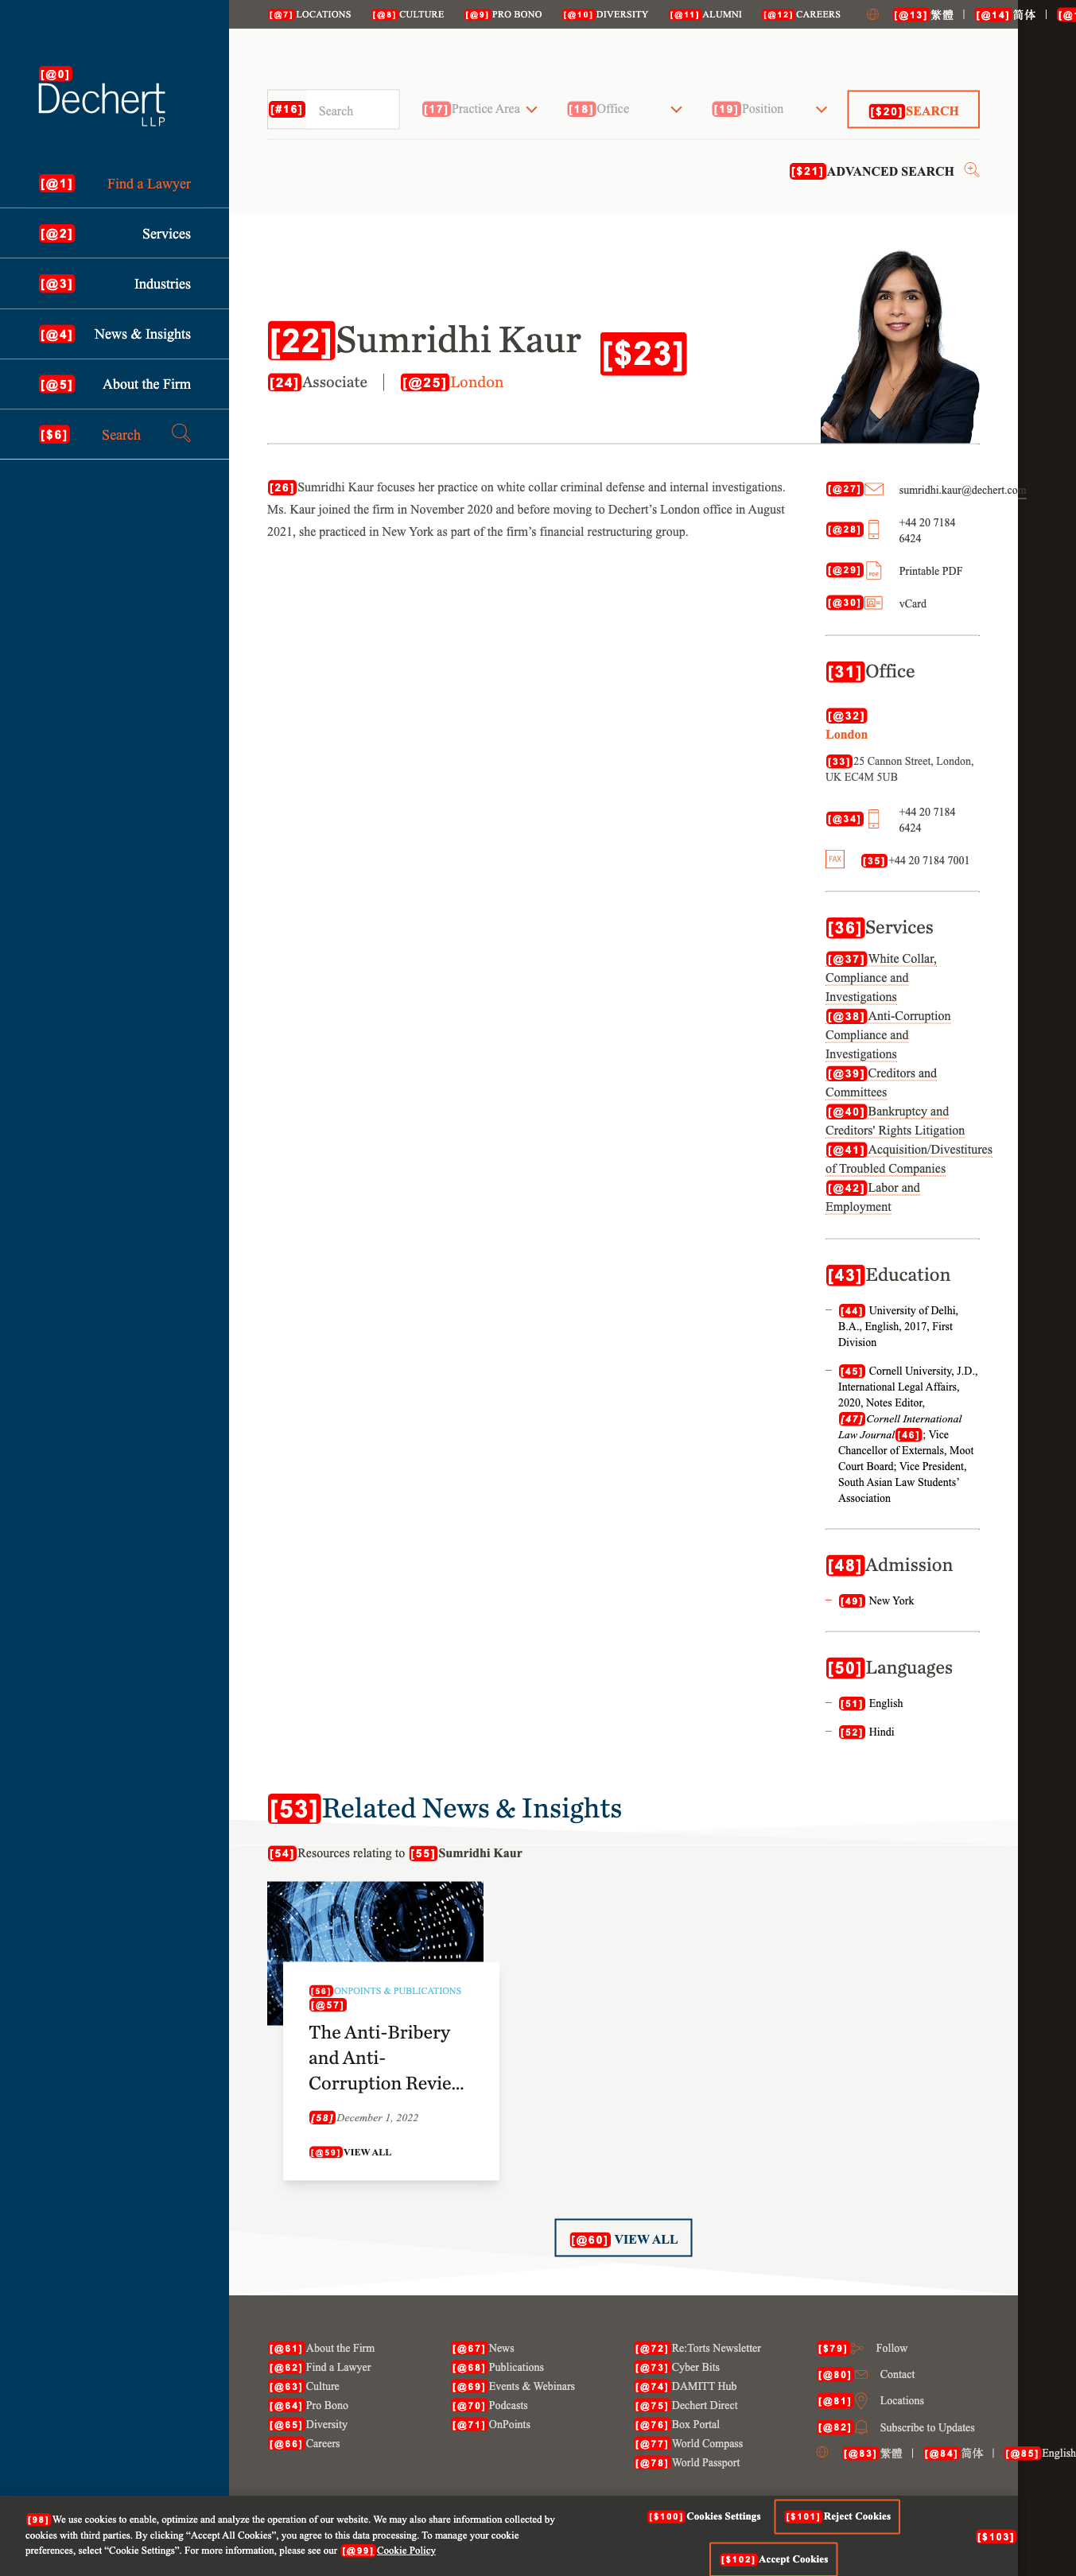 [@7] LOCATIONS [@8] CULTURE [@9] PRO BONO [@10] DIVERSITY [@11] ALUMNI [@12] CAREERS [@13] 繁體 | [@14] 简体 |
[@0]
Dechert
LLP
[@1] Find a Lawyer
[@2] Services
[@3] Industries
[@4] News & Insights
[@5] About the Firm
[$6] Search
[#16] Search [17]Practice Area [18]Office [19]Position [$20]SEARCH
[$21]ADVANCED SEARCH
[22]Sumridhi Kaur [$23]
[24]Associate | [@25]London
[26]Sumridhi Kaur focuses her practice on white collar criminal defense and internal investigations.
Ms. Kaur joined the firm in November 2020 and before moving to Dechert’s London office in August
2021, she practiced in New York as part of the firm’s financial restructuring group.
[@27] sumridhi.kaur@dechert.com
[@28] +44 20 7184
6424
[@29] PDF Printable PDF
[@30] vCard
[31]Office
[@32]
London
[33]25 Cannon Street, London,
UK EC4M 5UB
[@34] +44 20 7184
6424
FAX [35]+44 20 7184 7001
[36]Services
[@37]White Collar,
Compliance and
Investigations
[@38]Anti-Corruption
Compliance and
Investigations
[@39]Creditors and
Committees
[@40]Bankruptcy and
Creditors' Rights Litigation
[@41]Acquisition/Divestitures
of Troubled Companies
[@42]Labor and
Employment
[43]Education
[44] University of Delhi,
B.A., English, 2017, First
Division
[45] Cornell University, J.D.,
International Legal Affairs,
2020, Notes Editor,
[47]Cornell International
Law Journal[46]; Vice
Chancellor of Externals, Moot
Court Board; Vice President,
South Asian Law Students’
Association
[48]Admission
[49] New York
[50]Languages
[51] English
[52] Hindi
[53]Related News & Insights
[54]Resources relating to [55]Sumridhi Kaur
[56]ONPOINTS & PUBLICATIONS
[@57]
The Anti-Bribery
and Anti-
Corruption Revie...
[58]December 1, 2022
[@59]VIEW ALL
[@60] VIEW ALL
[@61]About the Firm
[@62]Find a Lawyer
[@63]Culture
[@64]Pro Bono
[@65]Diversity
[@66]Careers
[@67]News
[@68]Publications
[@69]Events & Webinars
[@70]Podcasts
[@71]OnPoints
[@72]Re:Torts Newsletter
[@73]Cyber Bits
[@74]DAMITT Hub
[@75]Dechert Direct
[@76]Box Portal
[@77]World Compass
[@78]World Passport
[$79] Follow
[@80] Contact
[@81] Locations
[@82] Subscribe to Updates
[@83]繁體 | [@84]简体 | [@85]English
[98]We use cookies to enable, optimize and analyze the operation of our website. We may also share information collected by
cookies with third parties. By clicking “Accept All Cookies”, you agree to this data processing. To manage your cookie
preferences, select “Cookie Settings”. For more information, please see our [@99]Cookie Policy
[$100]Cookies Settings [$101]Reject Cookies
[$102]Accept Cookies
[$103]